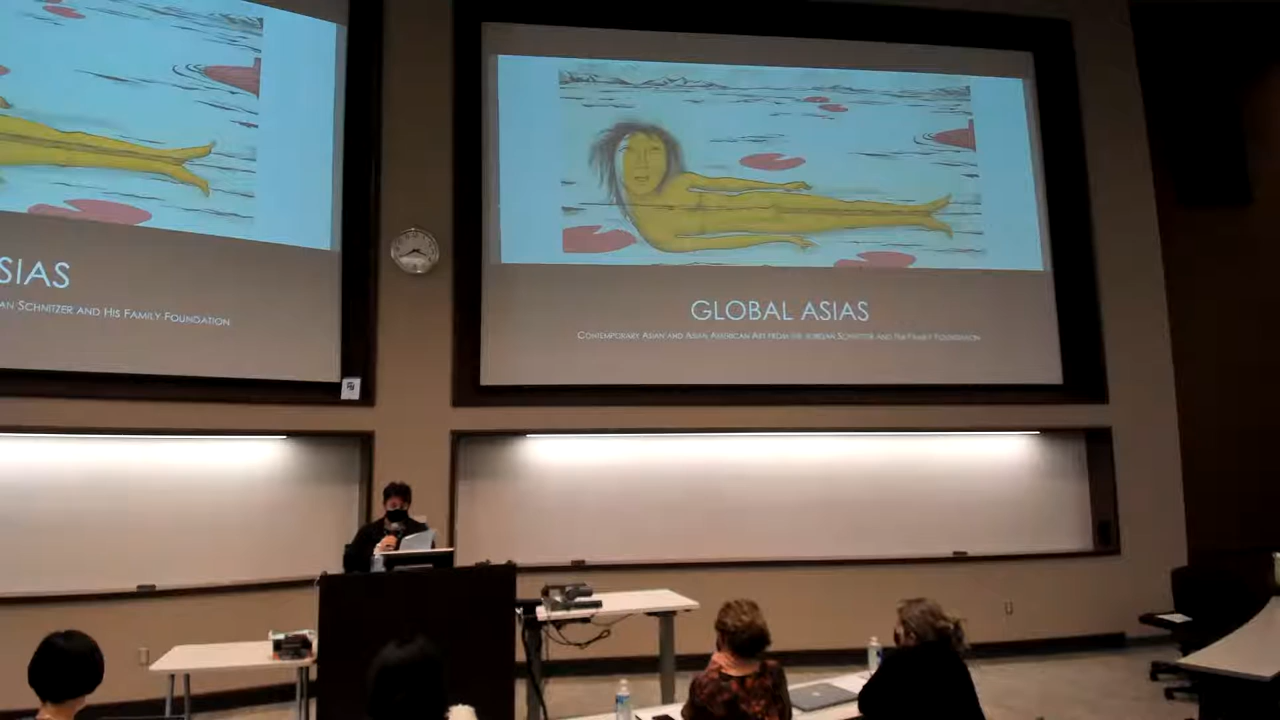 SIAS
AN SCHNITZER AND HIS FAMILY FOUNDATION
GLOBAL ASIAS
CONTEMPORARY ASIAN AND ASIAN AMERICAN ART FROM THE JORDAN SCHNITZER AND HIS FAMILY FOUNDATION